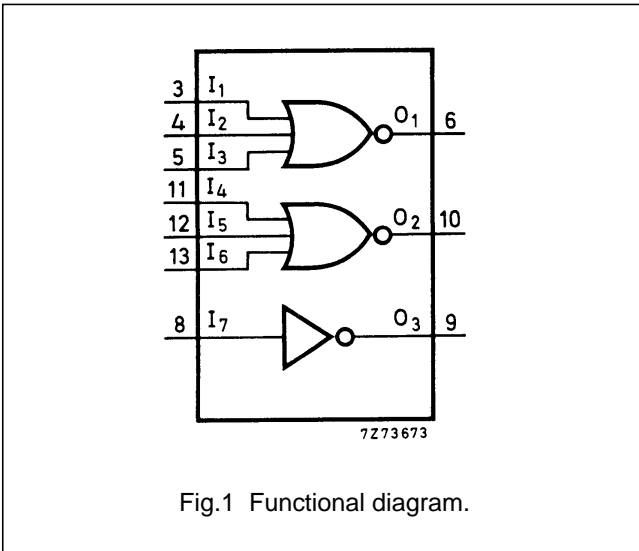 3 I1
4 I2 O1 6
5 I3
11 I4
12 I5 O2 10
13 I6
8 I7 O3 9
7Z73673
Fig.1 Functional diagram.